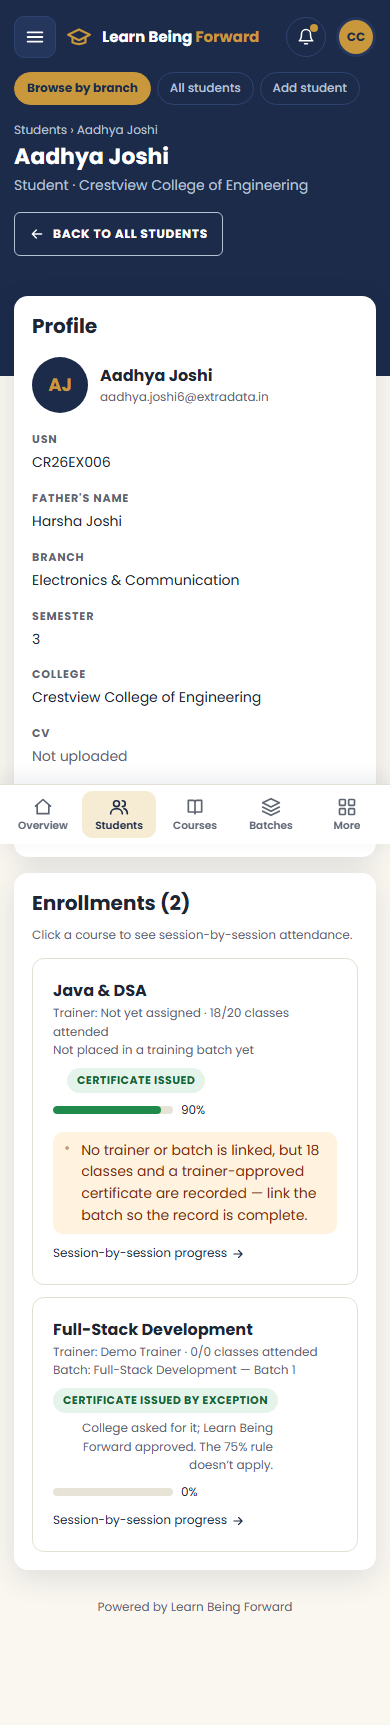 Learn Being Forward
CC
Browse by branch
All students
Add student
Students › Aadhya Joshi
Aadhya Joshi
Student · Crestview College of Engineering
← BACK TO ALL STUDENTS
Profile
AJ
Aadhya Joshi
aadhya.joshi6@extradata.in
USN
CR26EX006
FATHER'S NAME
Harsha Joshi
BRANCH
Electronics & Communication
SEMESTER
3
COLLEGE
Crestview College of Engineering
CV
Not uploaded
Overview
Students
Courses
Batches
More
Enrollments (2)
Click a course to see session-by-session attendance.
Java & DSA
Trainer: Not yet assigned · 18/20 classes
attended
Not placed in a training batch yet
CERTIFICATE ISSUED
90%
No trainer or batch is linked, but 18
classes and a trainer-approved
certificate are recorded — link the
batch so the record is complete.
Session-by-session progress →
Full-Stack Development
Trainer: Demo Trainer · 0/0 classes attended
Batch: Full-Stack Development — Batch 1
CERTIFICATE ISSUED BY EXCEPTION
College asked for it; Learn Being
Forward approved. The 75% rule
doesn't apply.
0%
Session-by-session progress →
Powered by Learn Being Forward